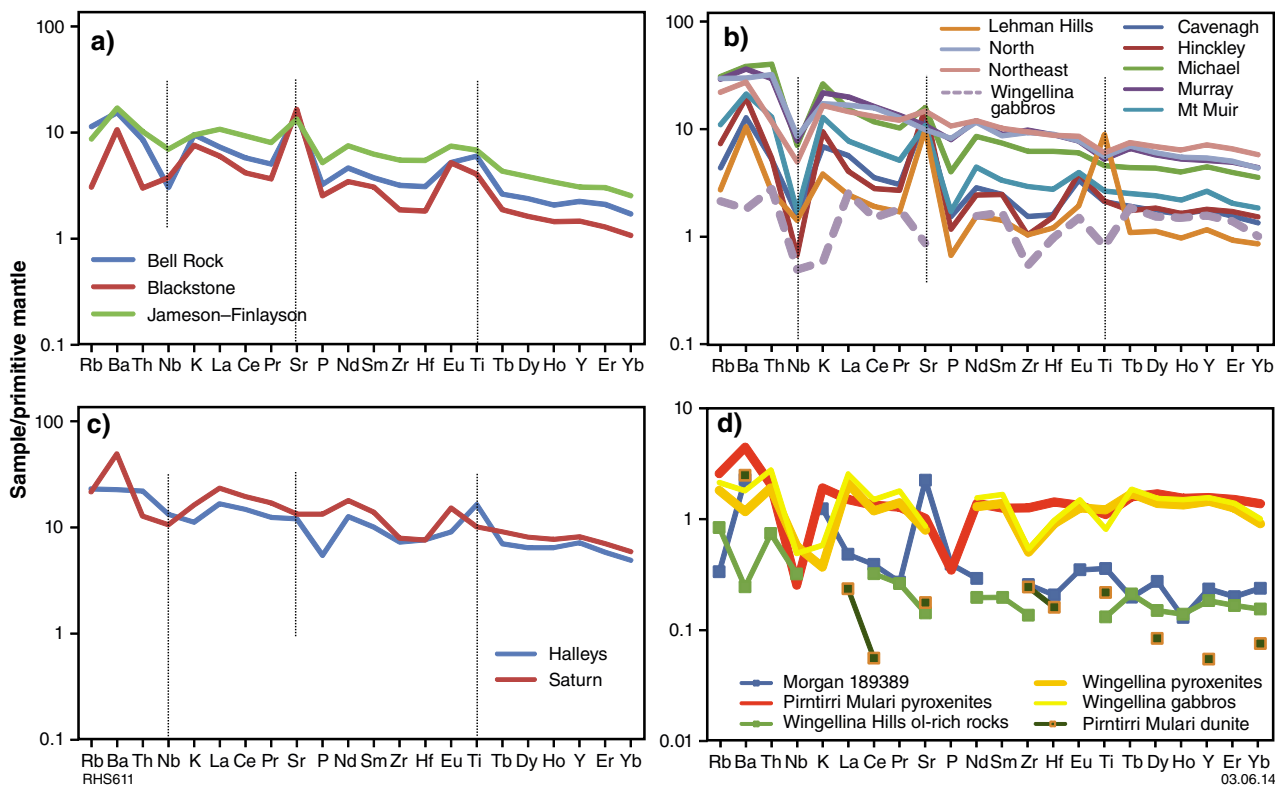 Sample/primitive mantle
a)
100
10
1
0.1
Bell Rock
Blackstone
Jameson–Finlayson
Rb Ba Th Nb K La Ce Pr Sr P Nd Sm Zr Hf Eu Ti Tb Dy Ho Y Er Yb
b)
100
10
1
0.1
Lehman Hills
North
Northeast
Wingellina
gabbros
Cavenagh
Hinckley
Michael
Murray
Mt Muir
Rb Ba Th Nb K La Ce Pr Sr P Nd Sm Zr Hf Eu Ti Tb Dy Ho Y Er Yb
c)
100
10
1
0.1
Halleys
Saturn
Rb Ba Th Nb K La Ce Pr Sr P Nd Sm Zr Hf Eu Ti Tb Dy Ho Y Er Yb
RHS611
d)
10
1
0.1
0.01
Morgan 189389
Pirntirri Mulari pyroxenites
Wingellina Hills ol-rich rocks
Wingellina pyroxenites
Wingellina gabbros
Pirntirri Mulari dunite
Rb Ba Th Nb K La Ce Pr Sr P Nd Sm Zr Hf Eu Ti Tb Dy Ho Y Er Yb
03.06.14